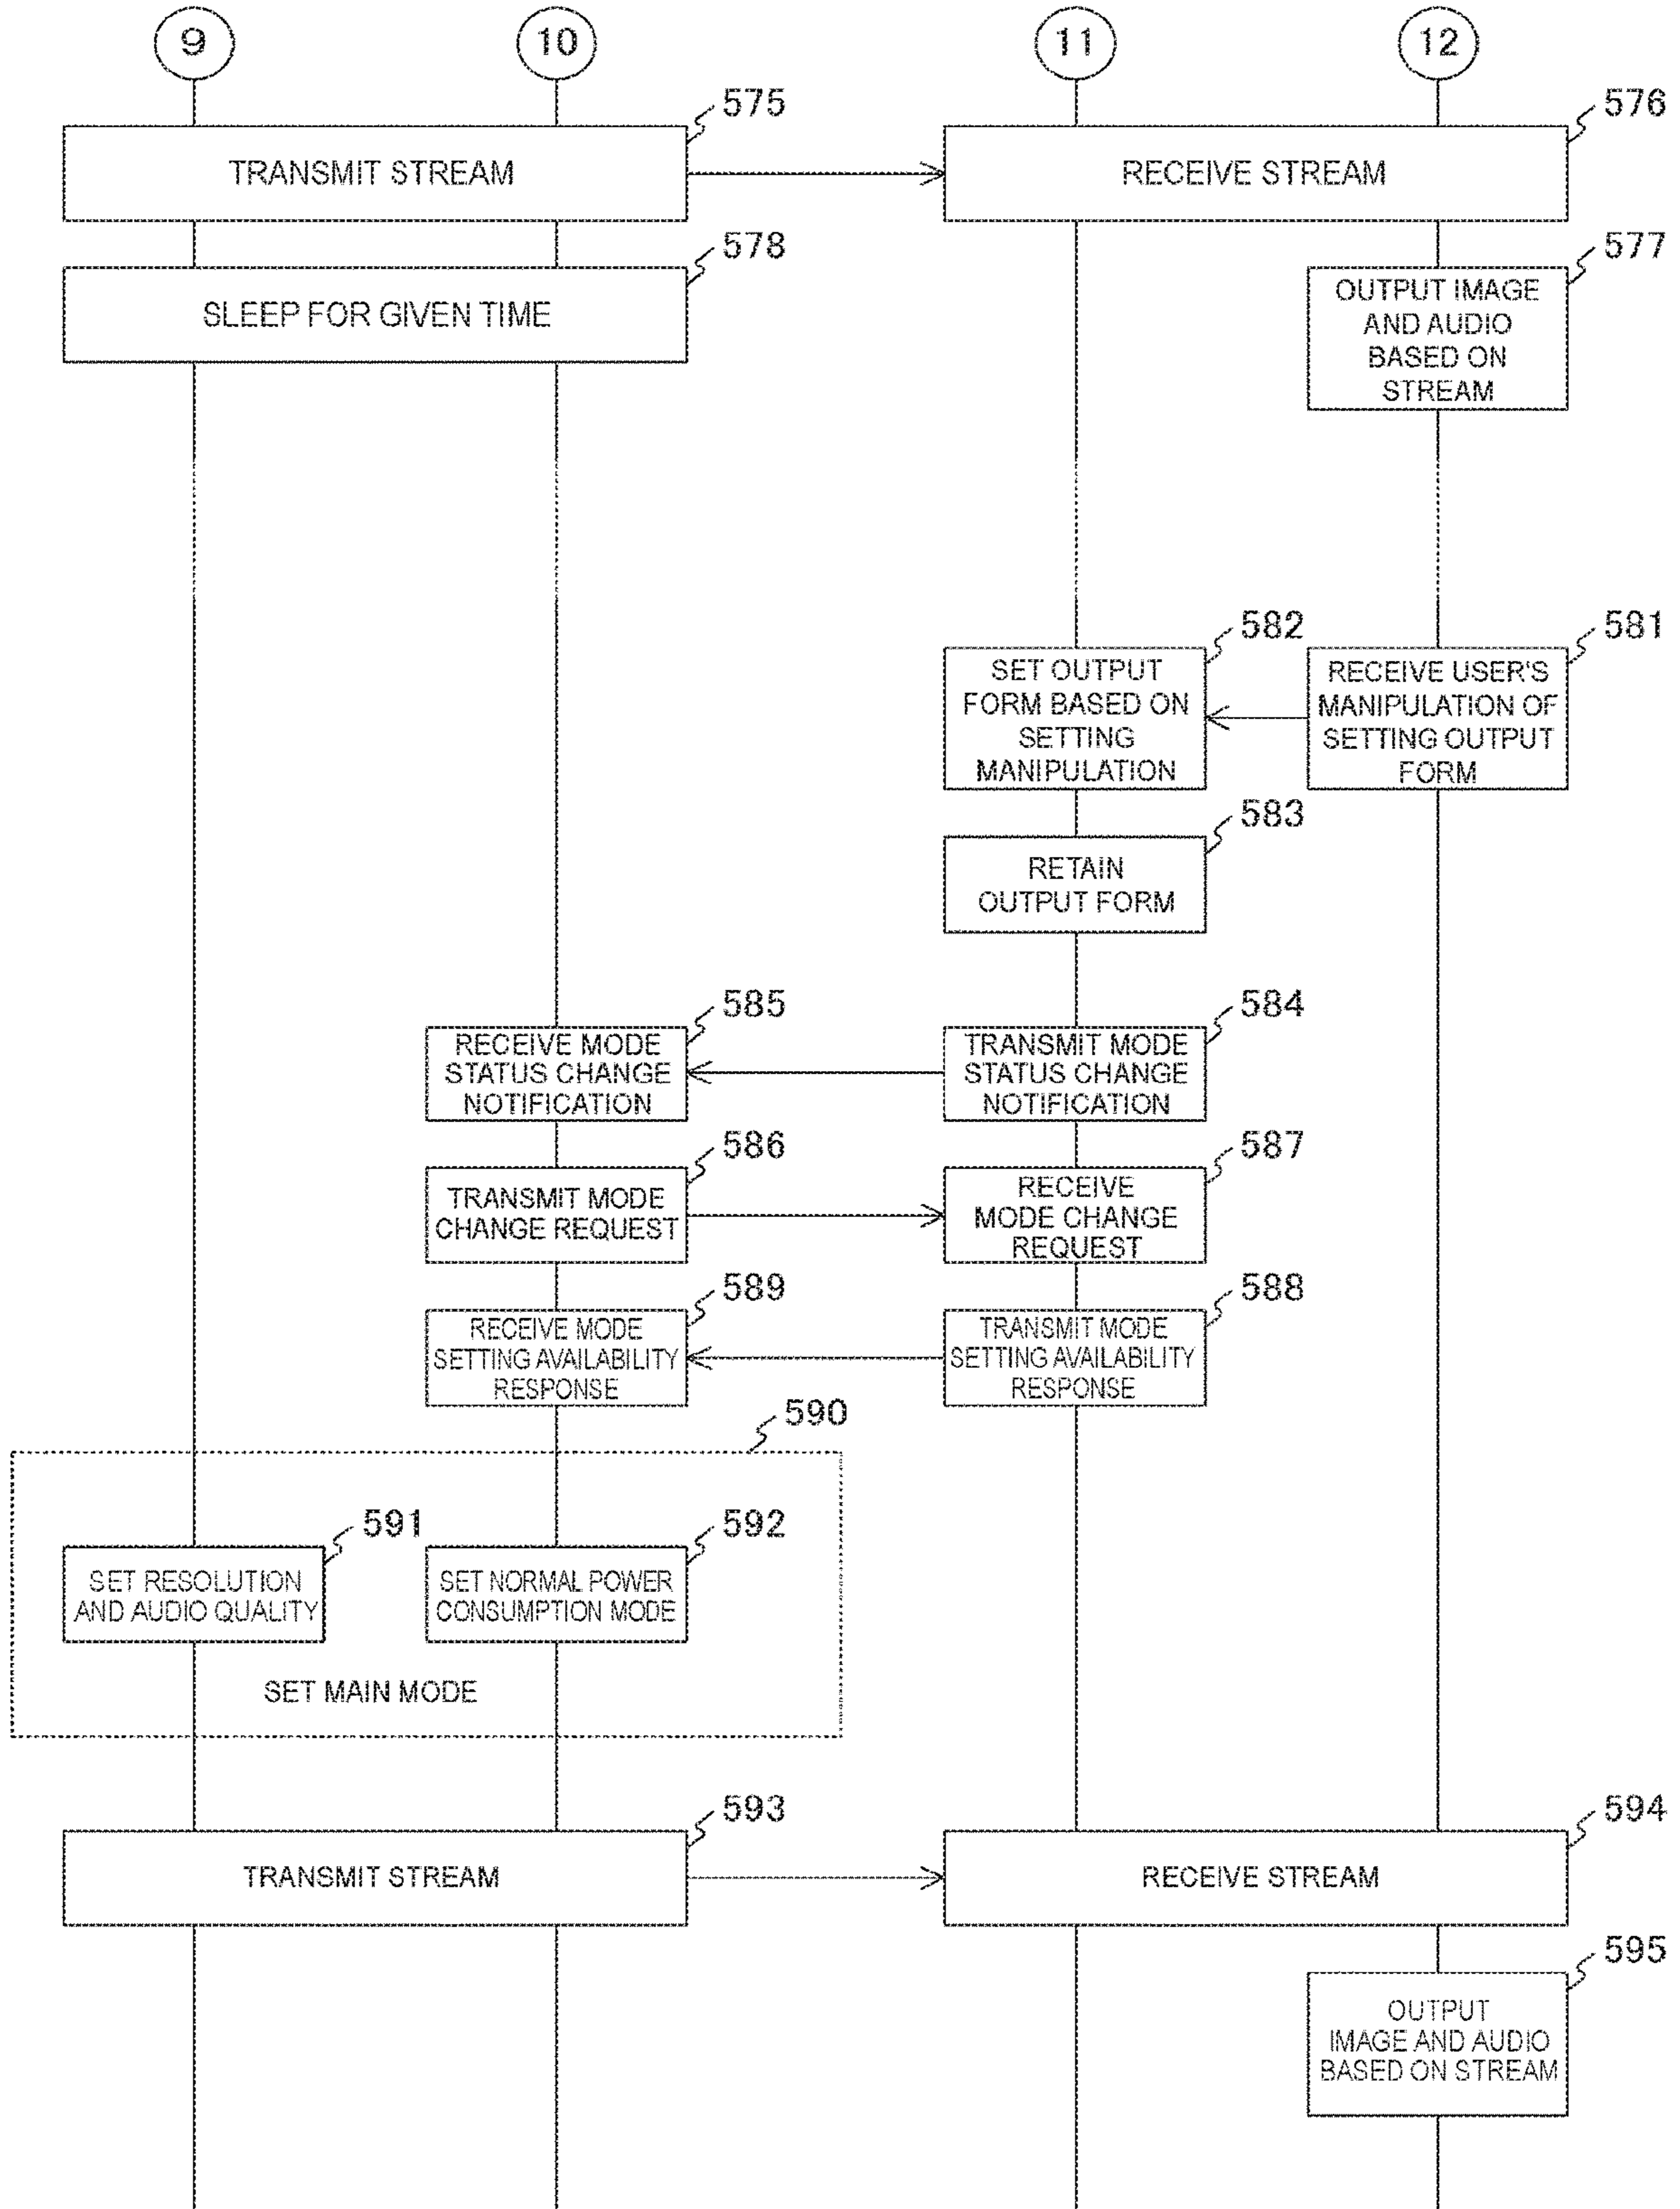 9
10
11
12
575
576
TRANSMIT STREAM
RECEIVE STREAM
578
577
SLEEP FOR GIVEN TIME
OUTPUT IMAGE
AND AUDIO
BASED ON
STREAM
582
581
SET OUTPUT
FORM BASED ON
SETTING
MANIPULATION
RECEIVE USER'S
MANIPULATION OF
SETTING OUTPUT
FORM
583
RETAIN
OUTPUT FORM
585
584
RECEIVE MODE
STATUS CHANGE
NOTIFICATION
TRANSMIT MODE
STATUS CHANGE
NOTIFICATION
586
587
TRANSMIT MODE
CHANGE REQUEST
RECEIVE
MODE CHANGE
REQUEST
589
588
RECEIVE MODE
SETTING AVAILABILITY
RESPONSE
TRANSMIT MODE
SETTING AVAILABILITY
RESPONSE
590
591
592
SET RESOLUTION
AND AUDIO QUALITY
SET NORMAL POWER
CONSUMPTION MODE
SET MAIN MODE
593
594
TRANSMIT STREAM
RECEIVE STREAM
595
OUTPUT
IMAGE AND AUDIO
BASED ON STREAM